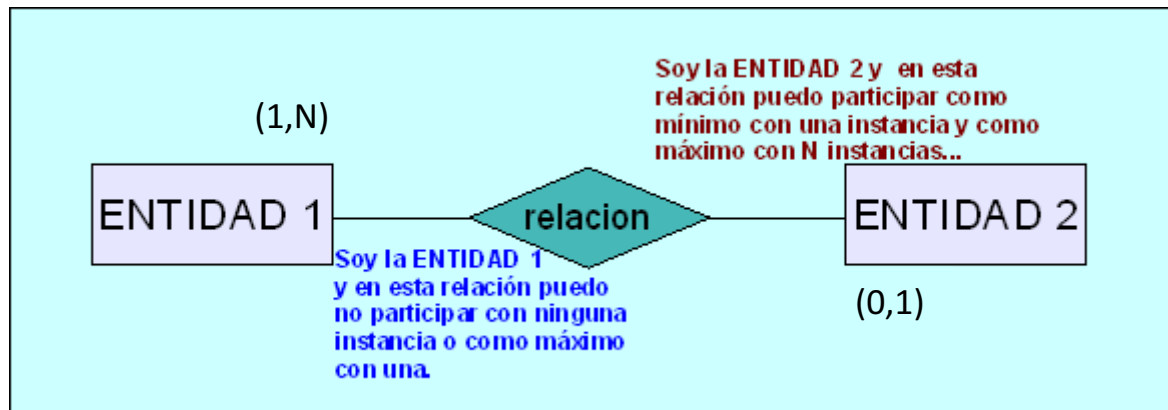 Soy la ENTIDAD 2 y en esta
relación puedo participar como
mínimo con una instancia y como
máximo con N instancias...
(1,N)
ENTIDAD 1
relacion
ENTIDAD 2
Soy la ENTIDAD 1
y en esta relación puedo
no participar con ninguna
instancia o como máximo
con una.
(0,1)